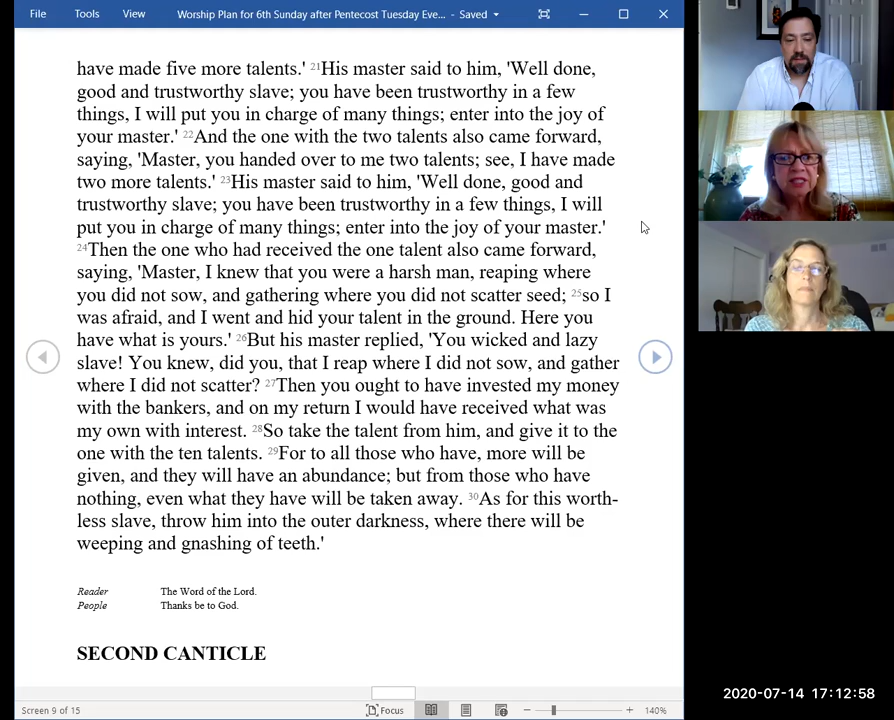 File Tools View Worship Plan for 6th Sunday after Pentecost Tuesday Eve... - Saved
have made five more talents.' 21His master said to him, 'Well done,
good and trustworthy slave; you have been trustworthy in a few
things, I will put you in charge of many things; enter into the joy of
your master.' 22And the one with the two talents also came forward,
saying, 'Master, you handed over to me two talents; see, I have made
two more talents.' 23His master said to him, 'Well done, good and
trustworthy slave; you have been trustworthy in a few things, I will
put you in charge of many things; enter into the joy of your master.'
24Then the one who had received the one talent also came forward,
saying, 'Master, I knew that you were a harsh man, reaping where
you did not sow, and gathering where you did not scatter seed; 25so I
was afraid, and I went and hid your talent in the ground. Here you
have what is yours.' 26But his master replied, 'You wicked and lazy
slave! You knew, did you, that I reap where I did not sow, and gather
where I did not scatter? 27Then you ought to have invested my money
with the bankers, and on my return I would have received what was
my own with interest. 28So take the talent from him, and give it to the
one with the ten talents. 29For to all those who have, more will be
given, and they will have an abundance; but from those who have
nothing, even what they have will be taken away. 30As for this worth-
less slave, throw him into the outer darkness, where there will be
weeping and gnashing of teeth.'
Reader The Word of the Lord.
People Thanks be to God.
SECOND CANTICLE
Screen 9 of 15 Focus 140%
2020-07-14 17:12:58